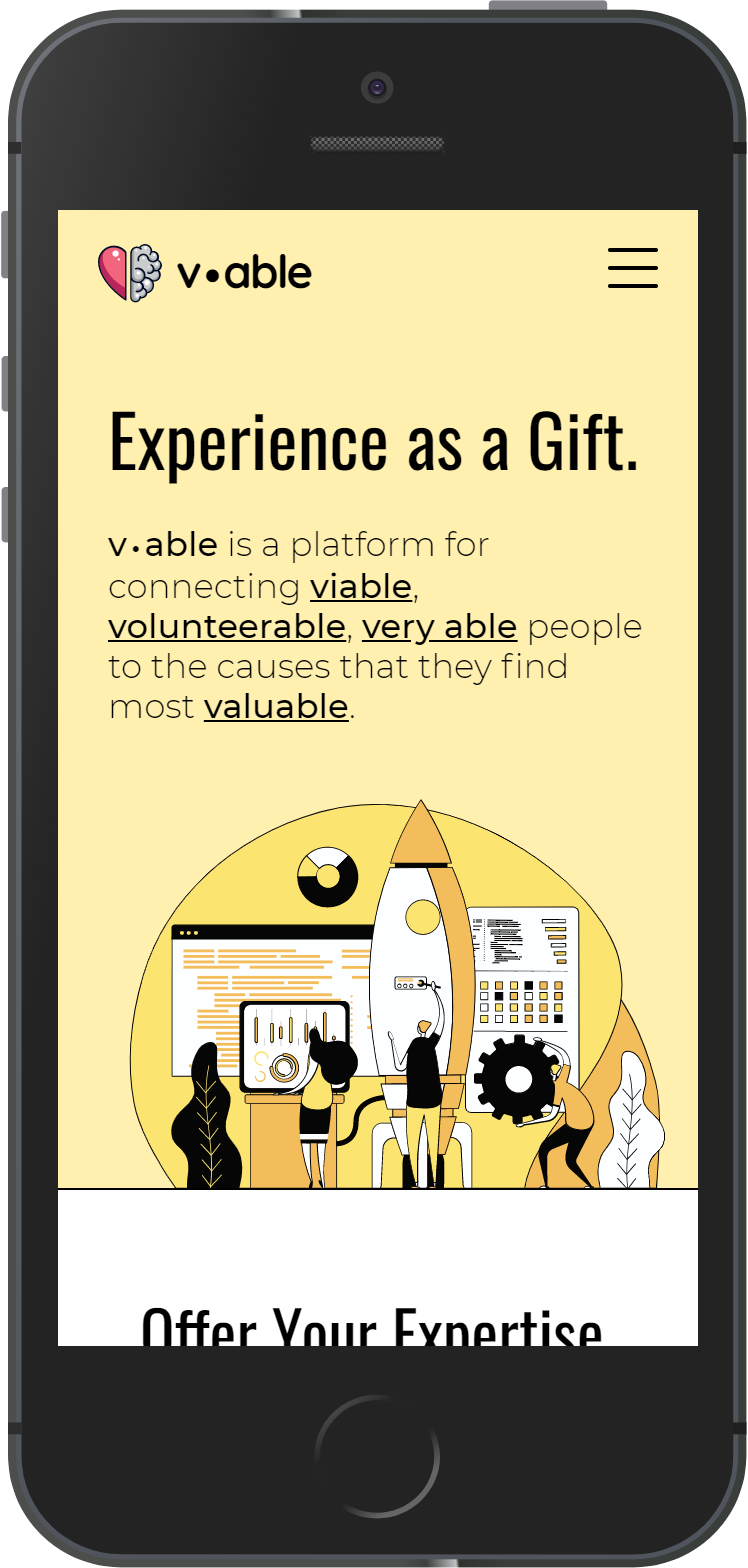 v•able
Experience as a Gift.
v•able is a platform for
connecting viable,
volunteerable, very able people
to the causes that they find
most valuable.
Offer Your Expertise